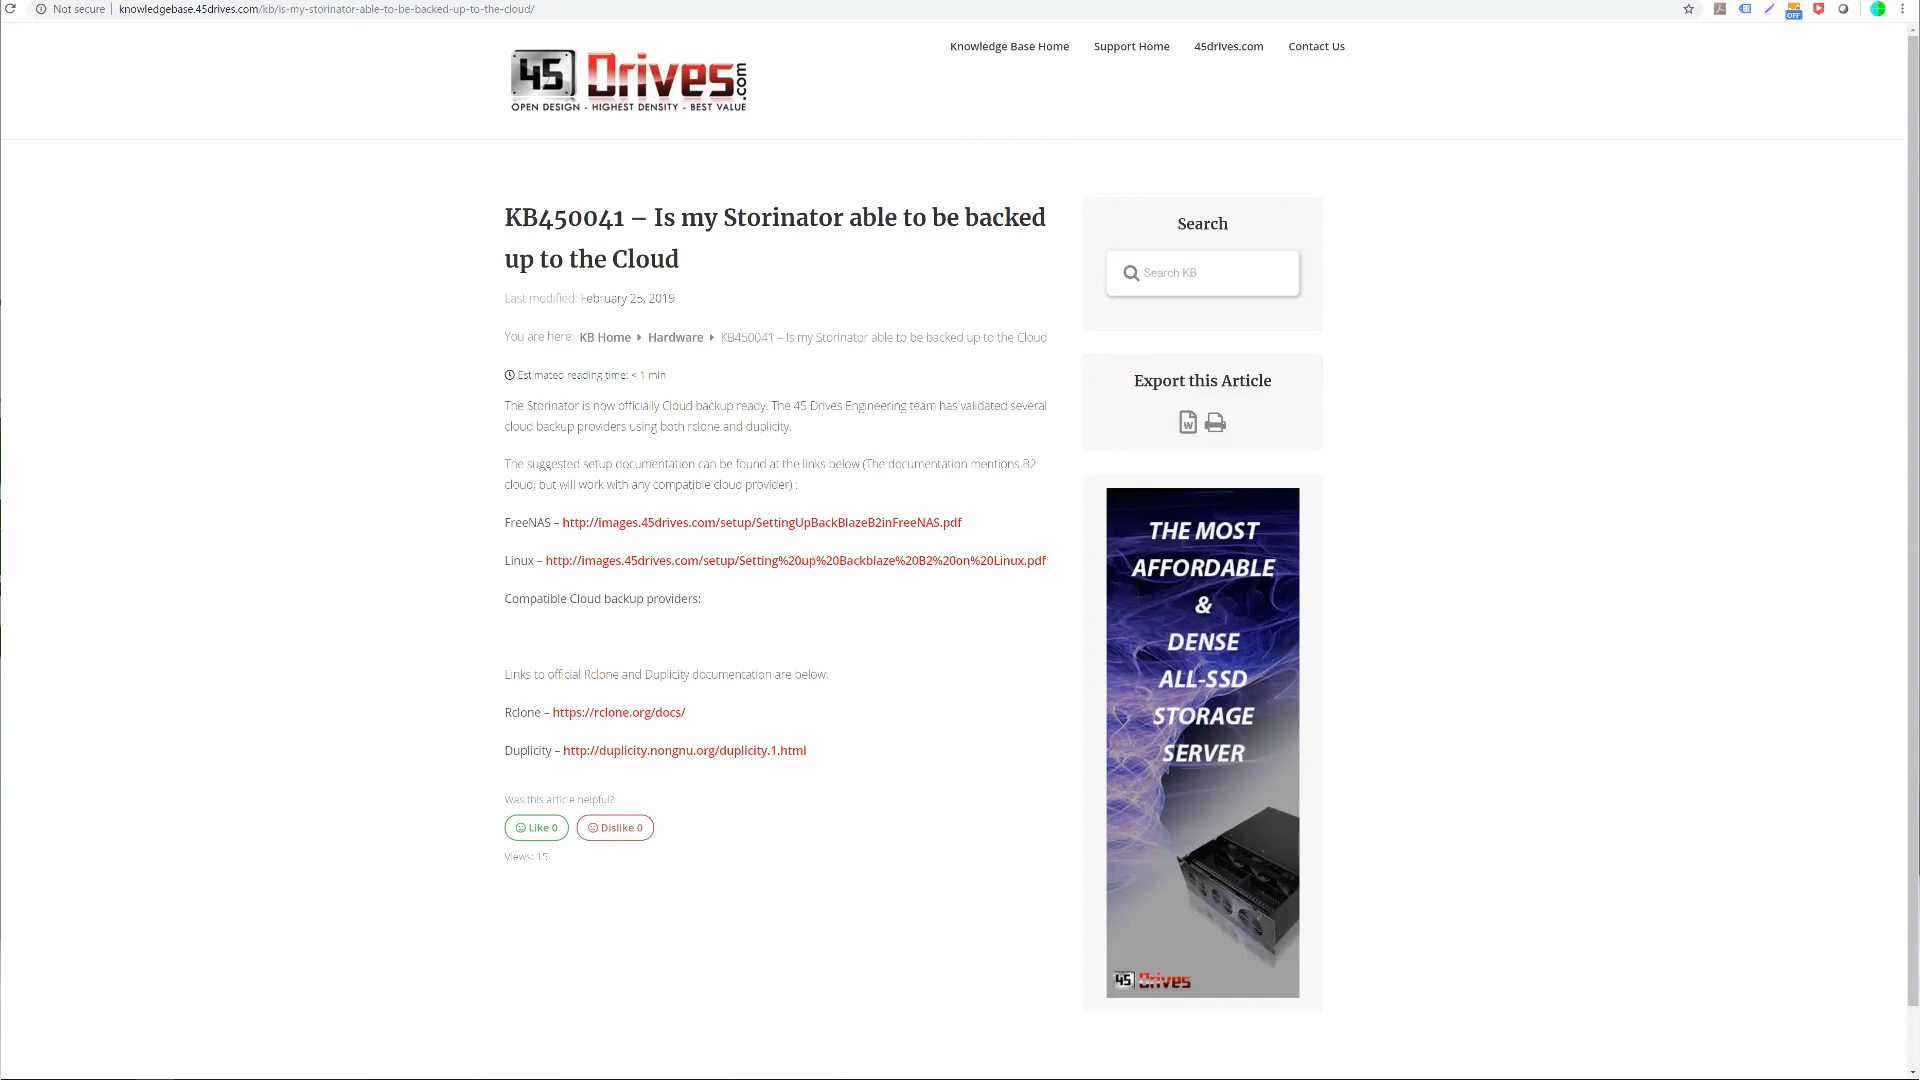 Not secure | knowledgebase.45drives.com/kb/is-my-storinator-able-to-be-backed-up-to-the-cloud/
OFF
45 Drives.com
OPEN DESIGN - HIGHEST DENSITY - BEST VALUE
Knowledge Base Home Support Home 45drives.com Contact Us
KB450041 – Is my Storinator able to be backed
up to the Cloud
Last modified: February 25, 2019
You are here: KB Home Hardware KB450041 – Is my Storinator able to be backed up to the Cloud
Estimated reading time: < 1 min
The Storinator is now officially Cloud backup ready. The 45 Drives Engineering team has validated several
cloud backup providers using both rclone and duplicity.
The suggested setup documentation can be found at the links below (The documentation mentions B2
cloud, but will work with any compatible cloud provider) :
FreeNAS – http://images.45drives.com/setup/SettingUpBackBlazeB2inFreeNAS.pdf
Linux – http://images.45drives.com/setup/Setting%20up%20Backblaze%20B2%20on%20Linux.pdf
Compatible Cloud backup providers:
Links to official Rclone and Duplicity documentation are below:
Rclone – https://rclone.org/docs/
Duplicity – http://duplicity.nongnu.org/duplicity.1.html
Was this article helpful?
Like 0 Dislike 0
Views: 15
Search
Search KB
Export this Article
W
THE MOST
AFFORDABLE
&
DENSE
ALL-SSD
STORAGE
SERVER
45 Drives